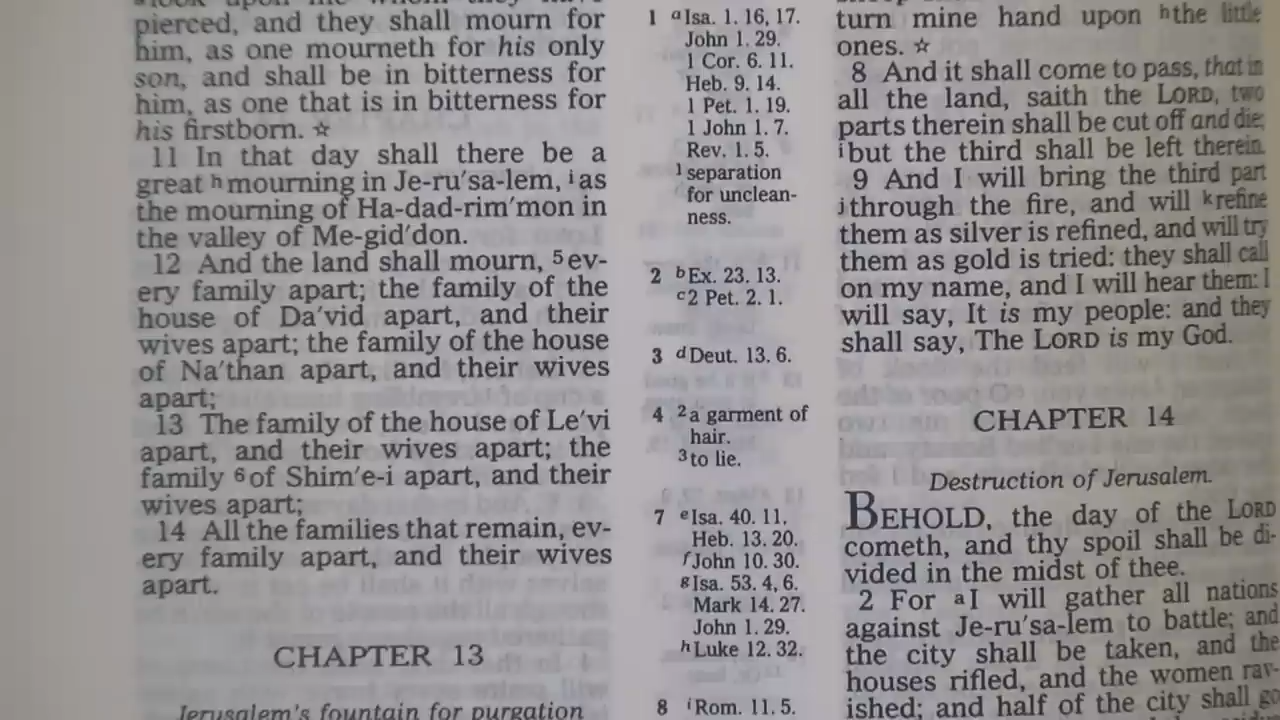 pierced, and they shall mourn for
him, as one mourneth for his only
son, and shall be in bitterness for
him, as one that is in bitterness for
his firstborn. ☆
11 In that day shall there be a
great h mourning in Je-ru′sa-lem, i as
the mourning of Ha-dad-rim′mon in
the valley of Me-gid′don.
12 And the land shall mourn, 5 ev-
ery family apart; the family of the
house of Da′vid apart, and their
wives apart; the family of the house
of Na′than apart, and their wives
apart;
13 The family of the house of Le′vi
apart, and their wives apart; the
family 6 of Shim′e-i apart, and their
wives apart;
14 All the families that remain, ev-
ery family apart, and their wives
apart.
CHAPTER 13
Jerusalem's fountain for purgation
1 a Isa. 1. 16, 17.
John 1. 29.
1 Cor. 6. 11.
Heb. 9. 14.
1 Pet. 1. 19.
1 John 1. 7.
Rev. 1. 5.
1 separation
for unclean-
ness.
2 b Ex. 23. 13.
c 2 Pet. 2. 1.
3 d Deut. 13. 6.
4 2 a garment of
hair.
3 to lie.
7 e Isa. 40. 11.
Heb. 13. 20.
f John 10. 30.
g Isa. 53. 4, 6.
Mark 14. 27.
John 1. 29.
h Luke 12. 32.
8 i Rom. 11. 5.
turn mine hand upon h the little
ones. ☆
8 And it shall come to pass, that in
all the land, saith the LORD, two
parts therein shall be cut off and die;
i but the third shall be left therein.
9 And I will bring the third part
j through the fire, and will k refine
them as silver is refined, and will try
them as gold is tried: they shall call
on my name, and I will hear them: I
will say, It is my people: and they
shall say, The LORD is my God.
CHAPTER 14
Destruction of Jerusalem.
BEHOLD, the day of the LORD
cometh, and thy spoil shall be di-
vided in the midst of thee.
2 For a I will gather all nations
against Je-ru′sa-lem to battle; and
the city shall be taken, and the
houses rifled, and the women rav-
ished; and half of the city shall go